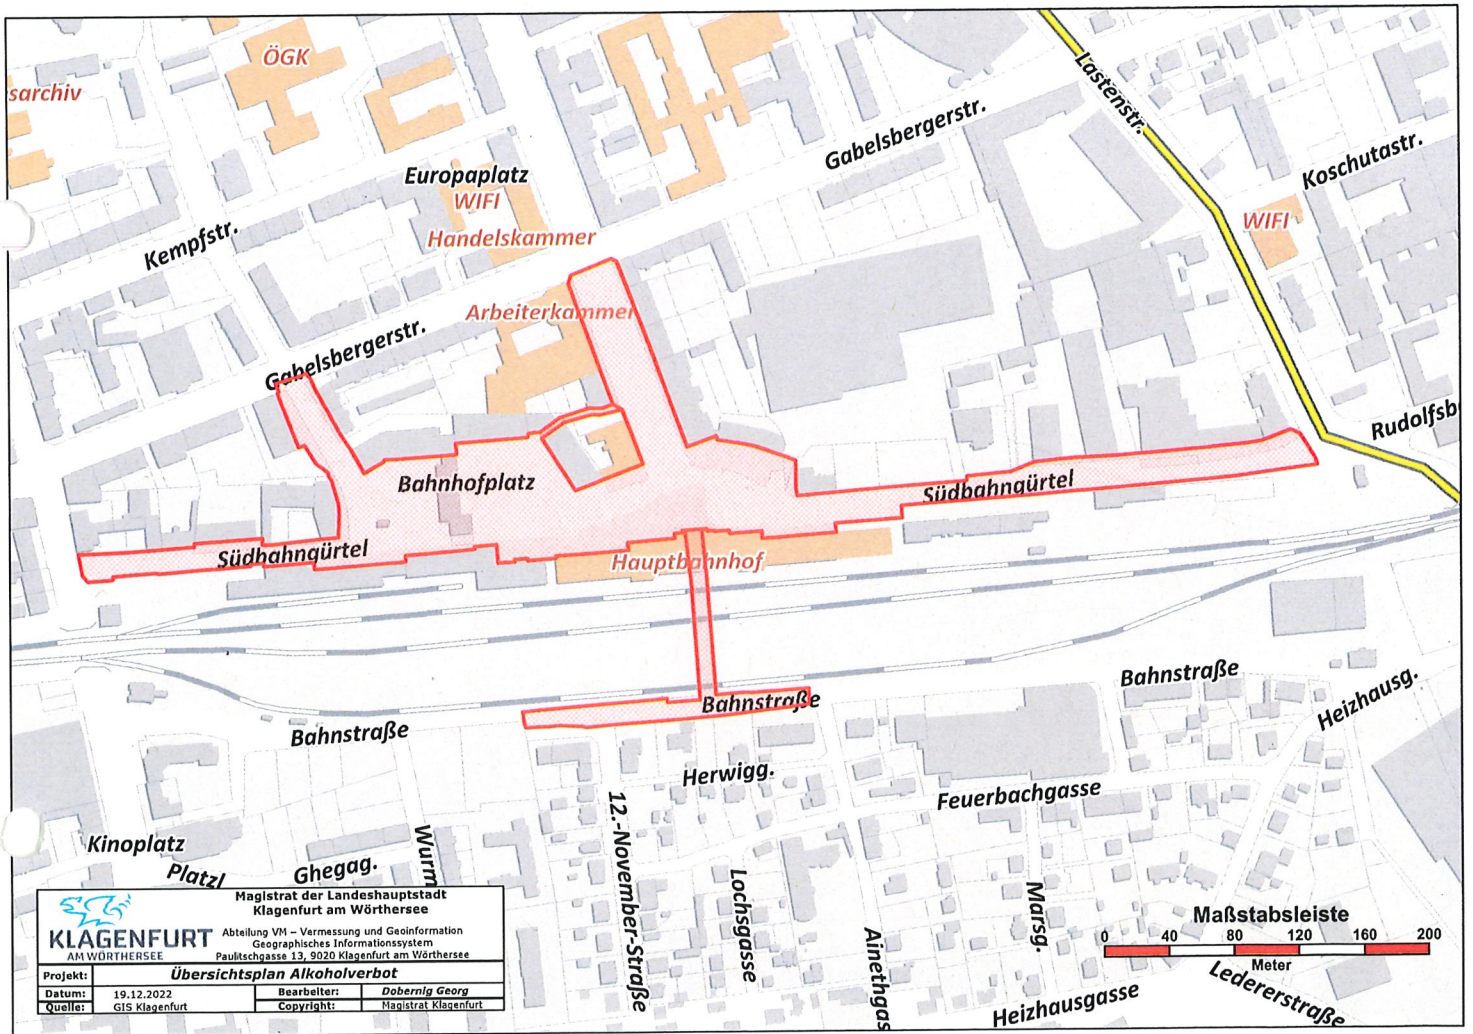 ÖGK
sarchiv
Lastenstr.
Gabelsbergerstr.
Koschutastr.
Europaplatz
WIFI
WIFI
Kempfstr.
Handelskammer
Arbeiterkammer
Gabelsbergerstr.
Rudolfsb
Bahnhofplatz
Südbahngürtel
Südbahngürtel
Hauptbahnhof
Bahnstraße
Bahnstraße
Heizhausg.
Bahnstraße
Herwigg.
Feuerbachgasse
12.-November-Straße
Kinoplatz
Wurm
Platzl
Ghegag.
Lochsgasse
Marsg.
Ainethgas
Maßstabsleiste
0 40 80 120 160 200
Meter
Ledererstraße
Heizhausgasse
Magistrat der Landeshauptstadt
Klagenfurt am Wörthersee
KLAGENFURT
AM WÖRTHERSEE
Abteilung VM – Vermessung und Geoinformation
Geographisches Informationssystem
Paulitschgasse 13, 9020 Klagenfurt am Wörthersee
Projekt: Übersichtsplan Alkoholverbot
Datum: 19.12.2022 Bearbeiter: Dobernig Georg
Quelle: GIS Klagenfurt Copyright: Magistrat Klagenfurt